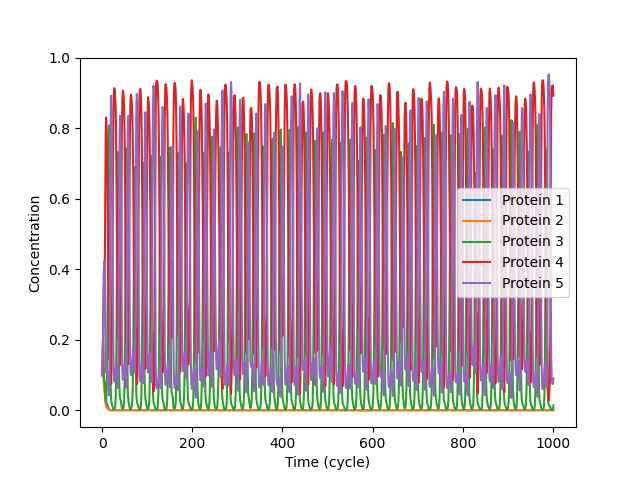 1.0
0.8
0.6
0.4
0.2
0.0
Concentration
Protein 1
Protein 2
Protein 3
Protein 4
Protein 5
0 200 400 600 800 1000
Time (cycle)